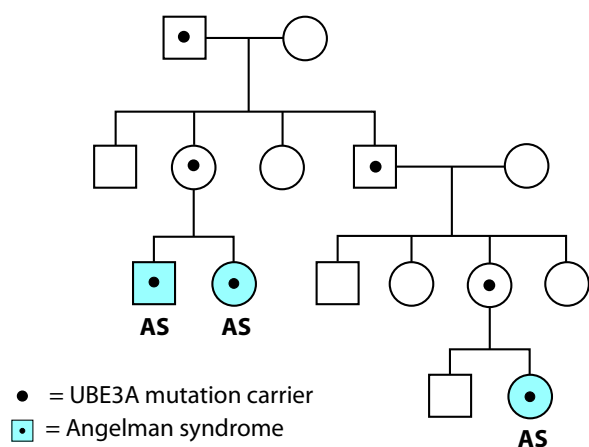 AS AS
= UBE3A mutation carrier
= Angelman syndrome
AS